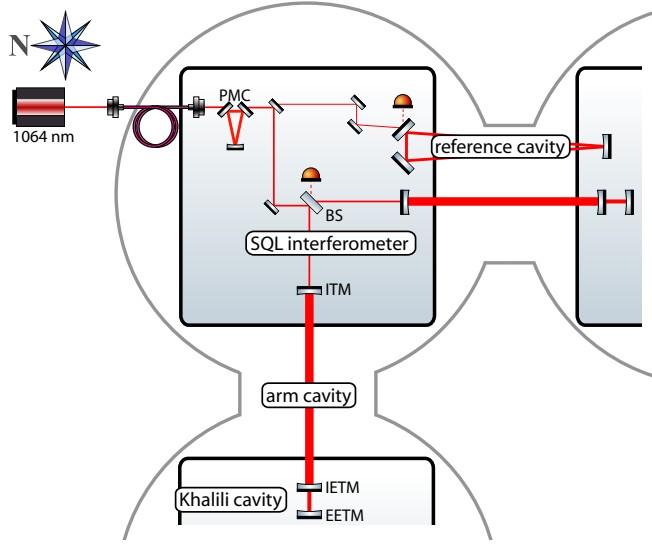 N
1064 nm
PMC
reference cavity
BS
SQL interferometer
ITM
arm cavity
IETM
Khalili cavity
EETM